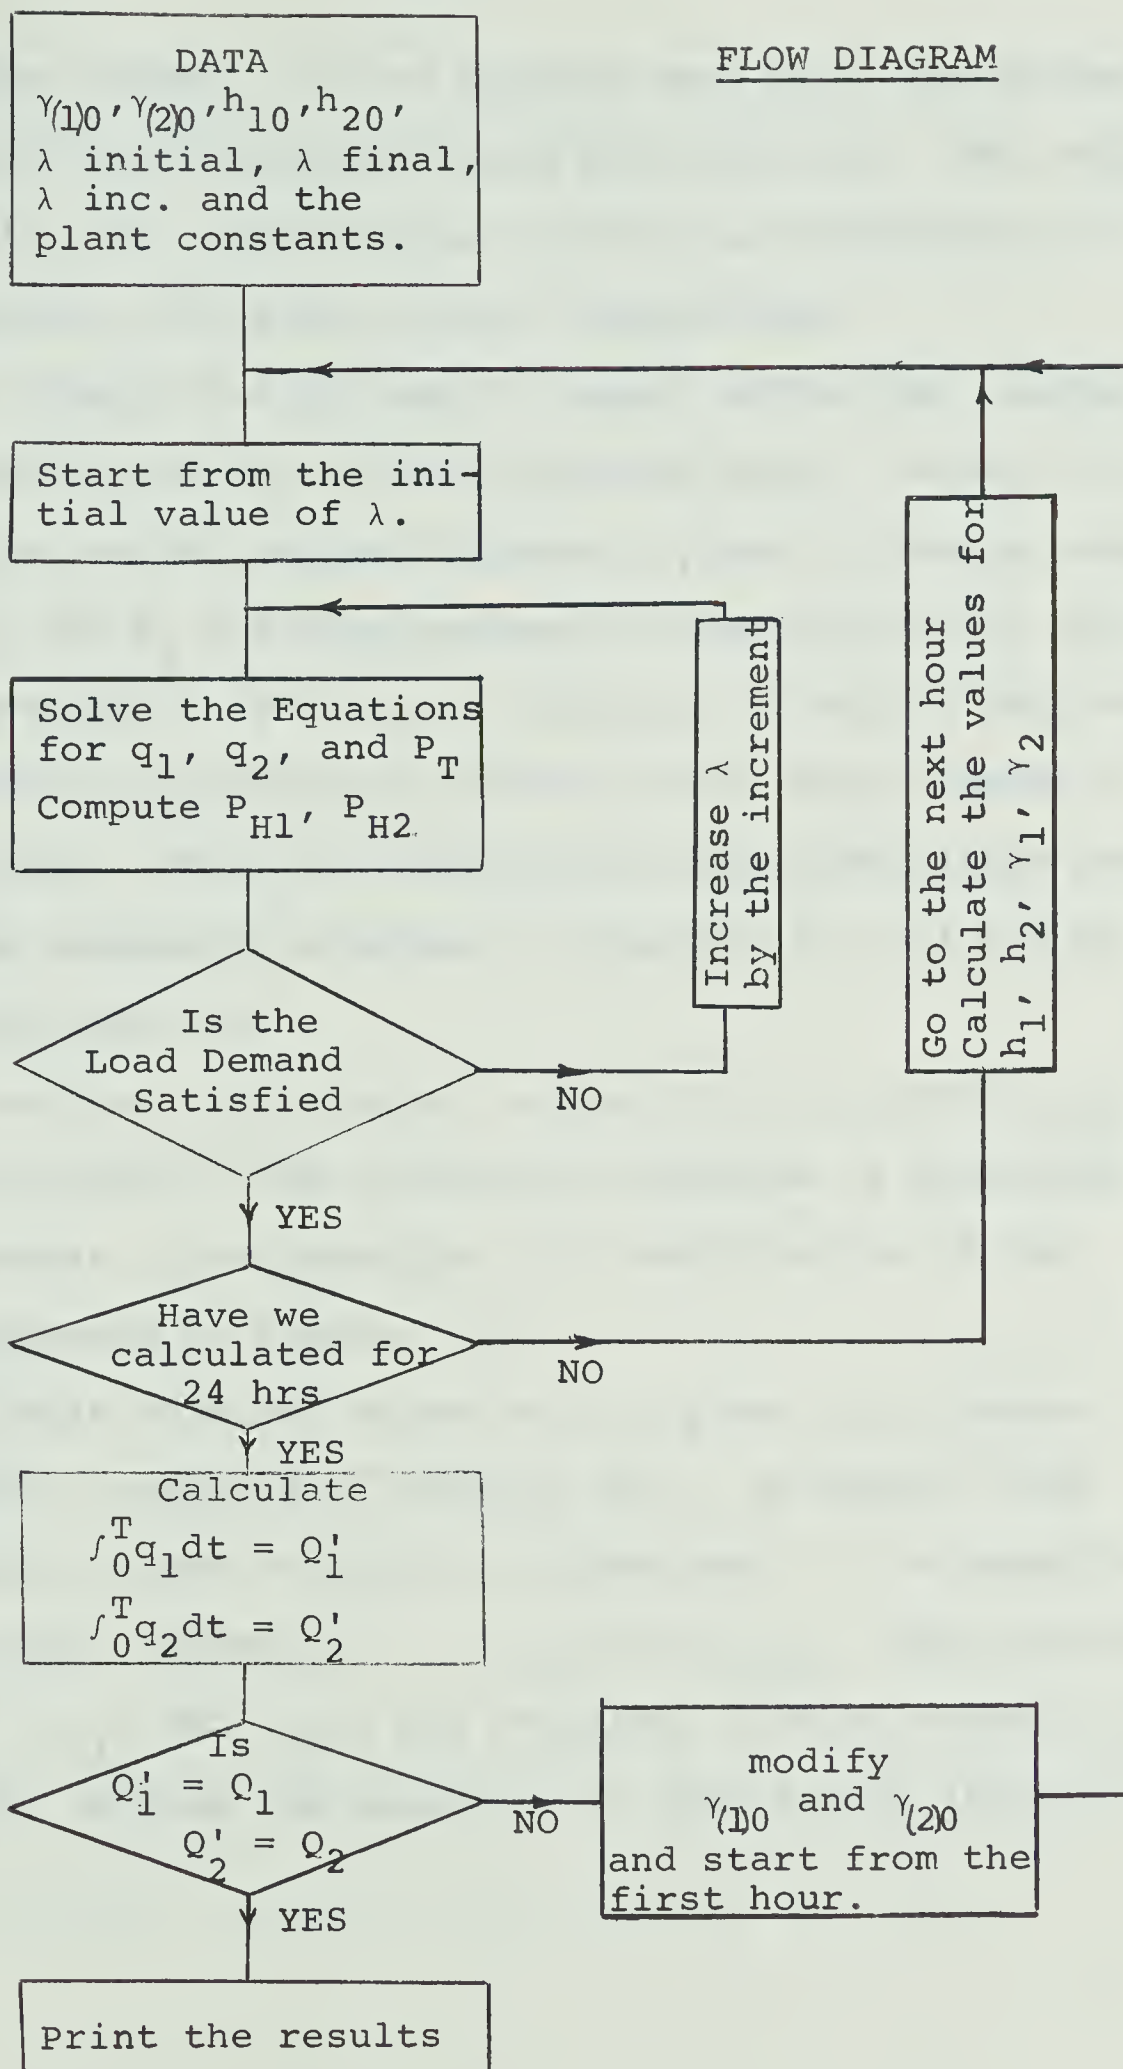 FLOW DIAGRAM
DATA
γ(1)0, γ(2)0, h10, h20,
λ initial, λ final,
λ inc. and the
plant constants.
Start from the ini-
tial value of λ.
Solve the Equations
for q1, q2, and PT
Compute PH1, PH2
Increase λ
by the increment
Go to the next hour
Calculate the values for
h1, h2, γ1, γ2
Is the
Load Demand
Satisfied
NO
YES
Have we
calculated for
24 hrs
NO
YES
Calculate
∫0T q1dt = Q'1
∫0T q2dt = Q'2
Is
Q'1 = Q1
Q'2 = Q2
NO
modify
γ(1)0 and γ(2)0
and start from the
first hour.
YES
Print the results